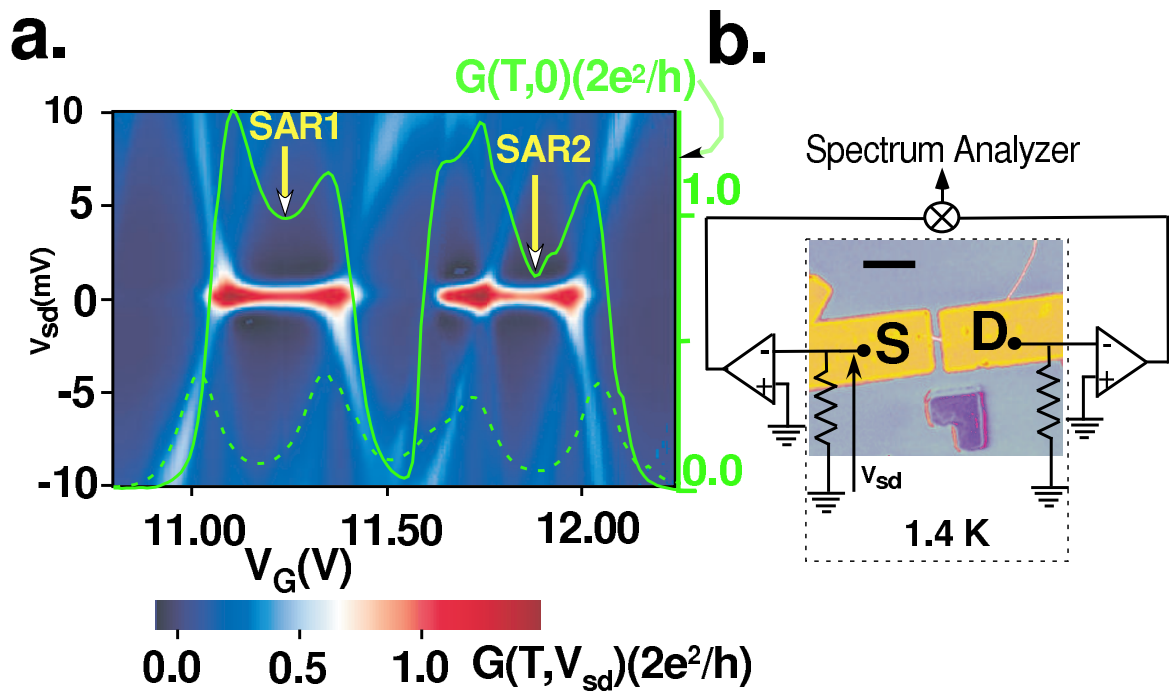 a.
G(T,0)(2e²/h)
10
5
0
-5
-10
V_sd(mV)
SAR1
SAR2
1.0
0.0
11.00
11.50
12.00
V_G(V)
0.0
0.5
1.0
G(T,V_sd)(2e²/h)
b.
Spectrum Analyzer
S
D
-
+
-
+
V_sd
1.4 K